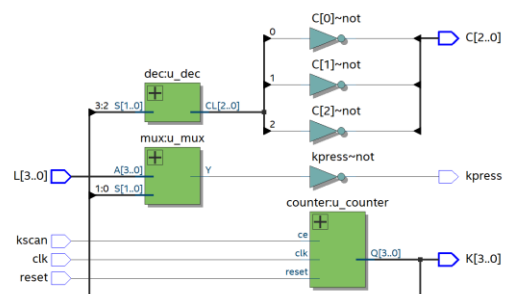 C[0]~not
0
C[2..0]
C[1]~not
1
dec:u_dec
C[2]~not
3:2 S[1..0] CL[2..0]
2
mux:u_mux
kpress~not
L[3..0]
A[3..0]
Y
kpress
1:0 S[1..0]
counter:u_counter
kscan
ce
clk
clk
Q[3..0]
K[3..0]
reset
reset